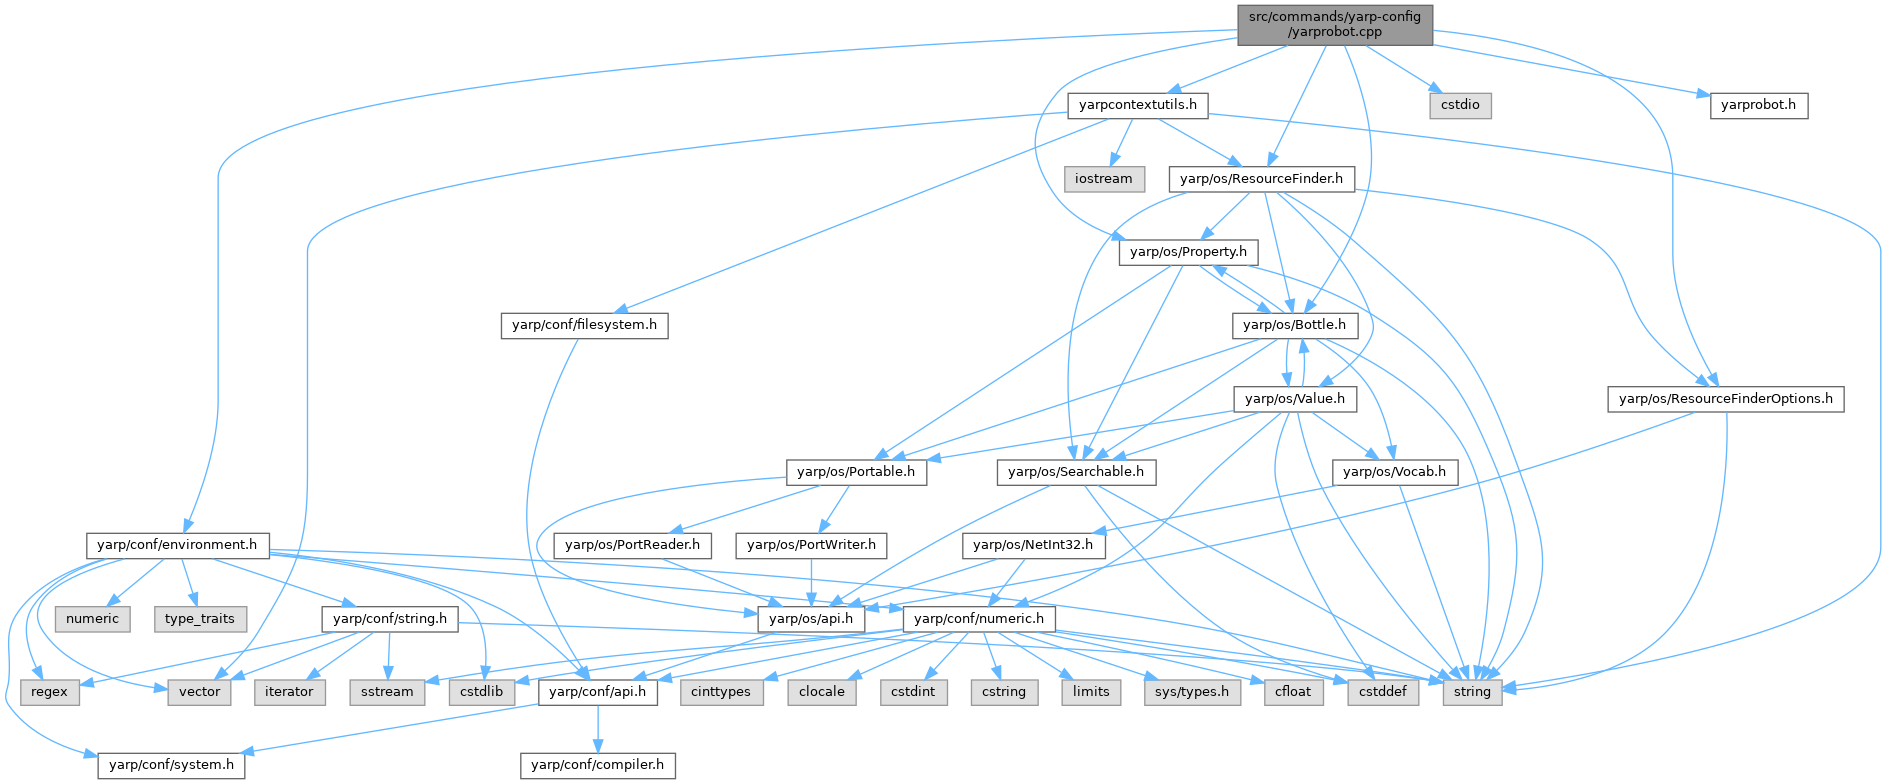 src/commands/yarp-config
/yarprobot.cpp
yarpcontextutils.h
cstdio
yarprobot.h
iostream
yarp/os/ResourceFinder.h
yarp/os/Property.h
yarp/conf/filesystem.h
yarp/os/Bottle.h
yarp/os/Value.h
yarp/os/ResourceFinderOptions.h
yarp/os/Portable.h
yarp/os/Searchable.h
yarp/os/Vocab.h
yarp/conf/environment.h
yarp/os/PortReader.h
yarp/os/PortWriter.h
yarp/os/NetInt32.h
numeric
type_traits
yarp/conf/string.h
yarp/os/api.h
yarp/conf/numeric.h
regex
vector
iterator
sstream
cstdlib
yarp/conf/api.h
cinttypes
clocale
cstdint
cstring
limits
sys/types.h
cfloat
cstddef
string
yarp/conf/system.h
yarp/conf/compiler.h